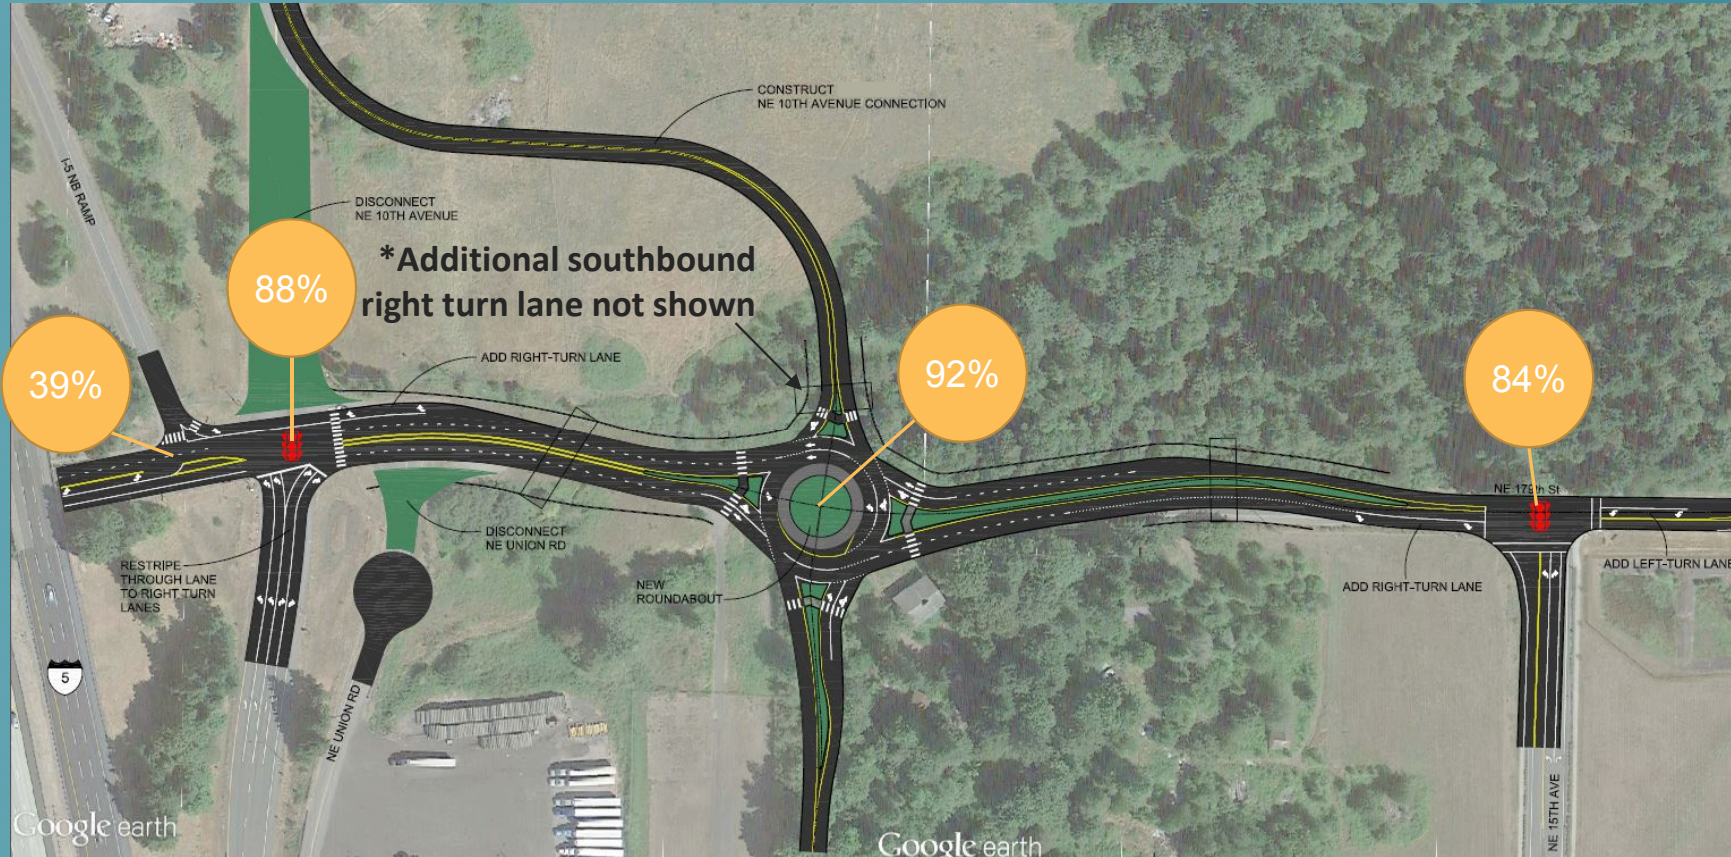 CONSTRUCT
NE 10TH AVENUE CONNECTION
I-5 NB RAMP
DISCONNECT
NE 10TH AVENUE
*Additional southbound
right turn lane not shown
88%
39%
ADD RIGHT-TURN LANE
92%
84%
NE 179th St
DISCONNECT
NE UNION RD
RESTRIPE
THROUGH LANE
TO RIGHT TURN
LANES
NEW
ROUNDABOUT
ADD RIGHT-TURN LANE
ADD LEFT-TURN LANE
5
NE UNION RD
NE 15TH AVE
Google earth
Google earth